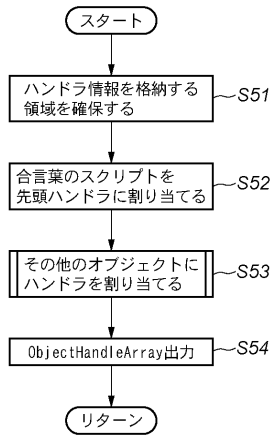 スタート
ハンドラ情報を格納する
領域を確保する
S51
合言葉のスクリプトを
先頭ハンドラに割り当てる
S52
その他のオブジェクトに
ハンドラを割り当てる
S53
ObjectHandleArray出力
S54
リターン